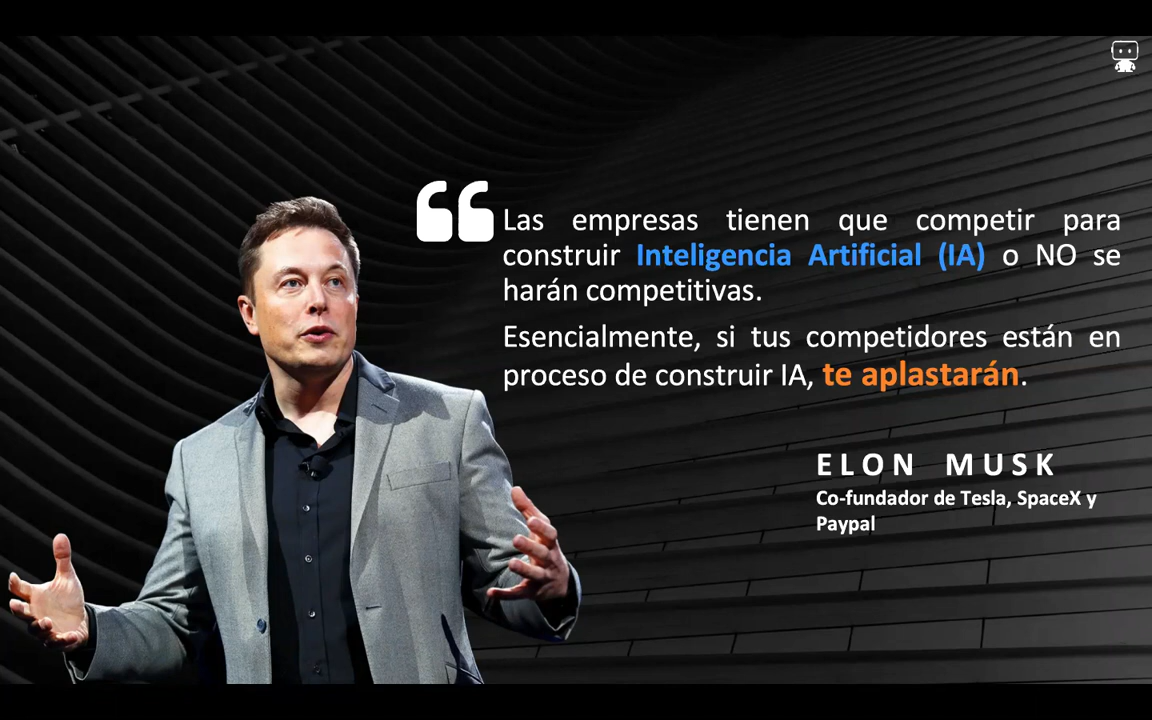 “
Las empresas tienen que competir para
construir Inteligencia Artificial (IA) o NO se
harán competitivas.
Esencialmente, si tus competidores están en
proceso de construir IA, te aplastarán.
ELON MUSK
Co-fundador de Tesla, SpaceX y
Paypal